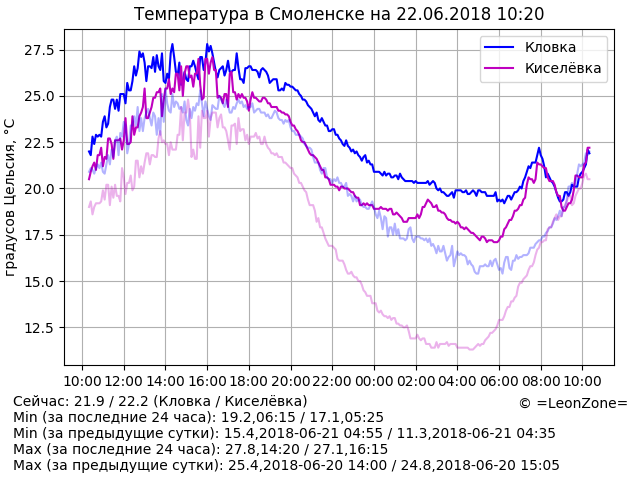 Температура в Смоленске на 22.06.2018 10:20
Кловка
Киселёвка
градусов Цельсия, °C
27.5
25.0
22.5
20.0
17.5
15.0
12.5
10:00 12:00 14:00 16:00 18:00 20:00 22:00 00:00 02:00 04:00 06:00 08:00 10:00
Сейчас: 21.9 / 22.2 (Кловка / Киселёвка)
© =LeonZone=
Min (за последние 24 часа): 19.2,06:15 / 17.1,05:25
Min (за предыдущие сутки): 15.4,2018-06-21 04:55 / 11.3,2018-06-21 04:35
Max (за последние 24 часа): 27.8,14:20 / 27.1,16:15
Max (за предыдущие сутки): 25.4,2018-06-20 14:00 / 24.8,2018-06-20 15:05